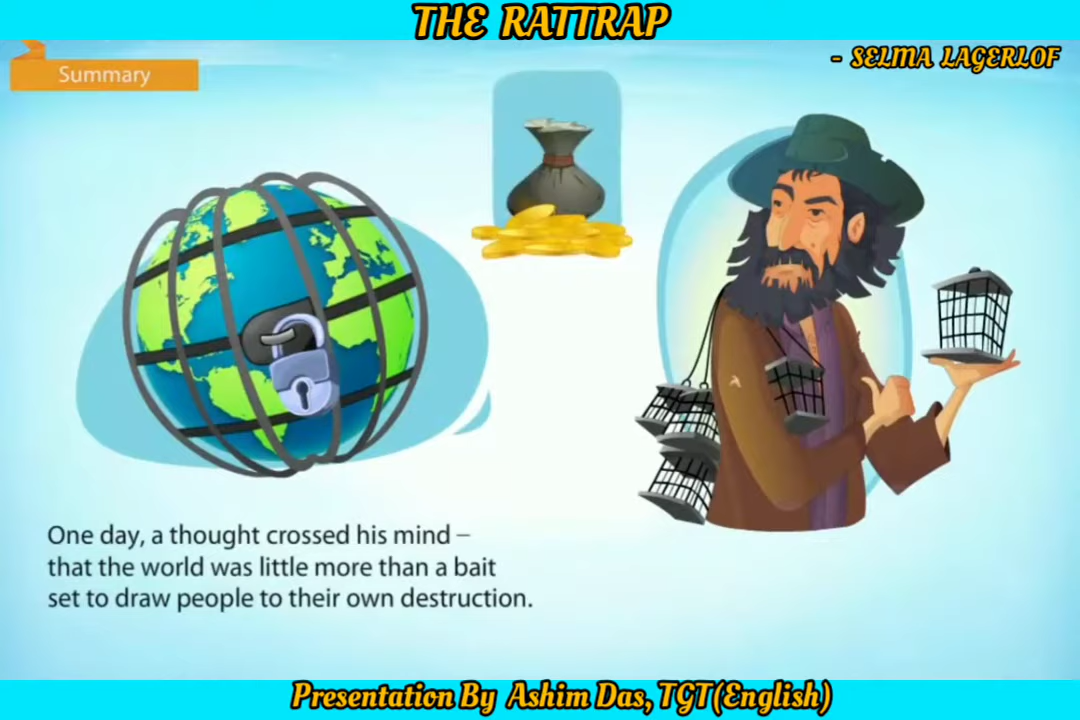 THE RATTRAP
- SELMA LAGERLOF
Summary
One day, a thought crossed his mind –
that the world was little more than a bait
set to draw people to their own destruction.
Presentation By Ashim Das, TGT(English)